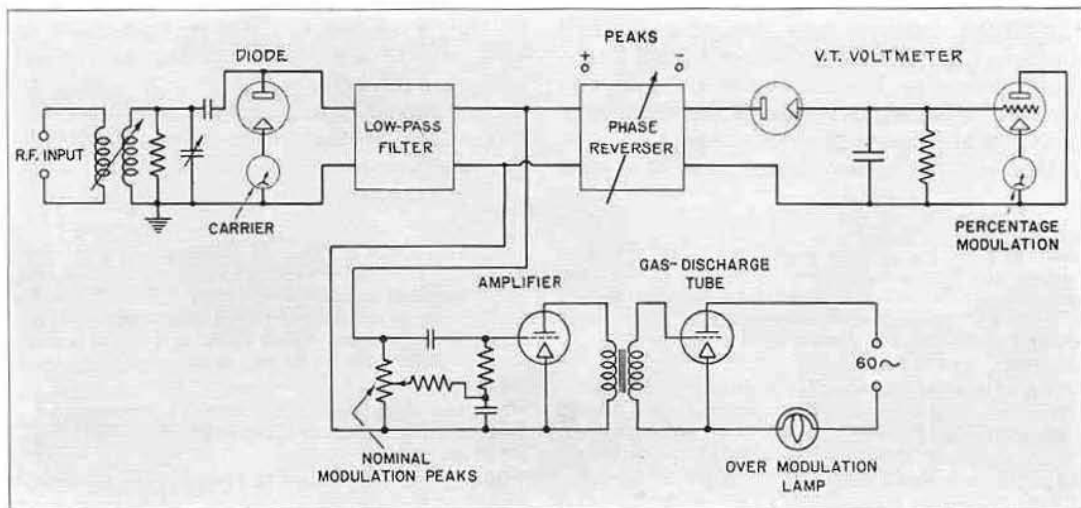 PEAKS
+ −
DIODE
V.T. VOLTMETER
R.F. INPUT
LOW-PASS
FILTER
PHASE
REVERSER
CARRIER
PERCENTAGE
MODULATION
AMPLIFIER
GAS-DISCHARGE
TUBE
60∼
NOMINAL
MODULATION PEAKS
OVER MODULATION
LAMP